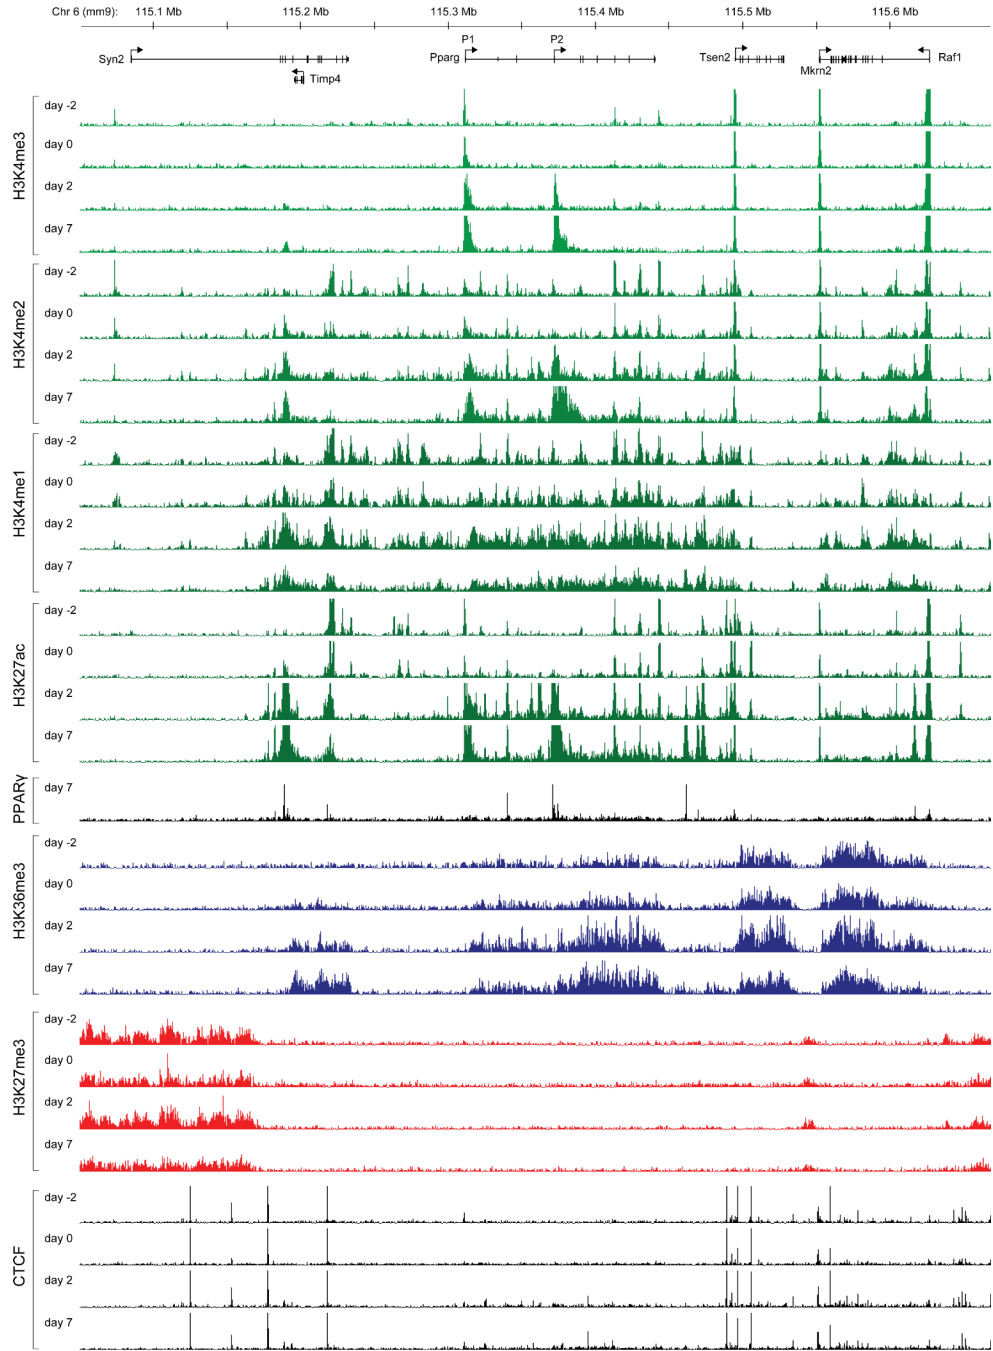 Chr 6 (mm9): 115.1 Mb 115.2 Mb 115.3 Mb 115.4 Mb 115.5 Mb 115.6 Mb
P1 P2
Syn2 Pparg Tsen2 Raf1
Mkrn2
Timp4
H3K4me3
day -2
day 0
day 2
day 7
H3K4me2
day -2
day 0
day 2
day 7
H3K4me1
day -2
day 0
day 2
day 7
H3K27ac
day -2
day 0
day 2
day 7
PPARγ
day 7
H3K36me3
day -2
day 0
day 2
day 7
H3K27me3
day -2
day 0
day 2
day 7
CTCF
day -2
day 0
day 2
day 7